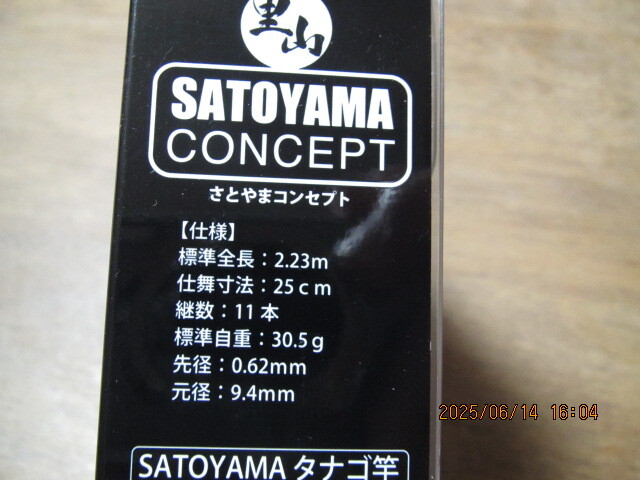 里山
SATOYAMA
CONCEPT
さとやまコンセプト
【仕様】
標準全長：2.23m
仕舞寸法：25ｃｍ
継数：11本
標準自重：30.5ｇ
先径：0.62mm
元径：9.4mm
SATOYAMA タナゴ竿
2025/06/14 16:04